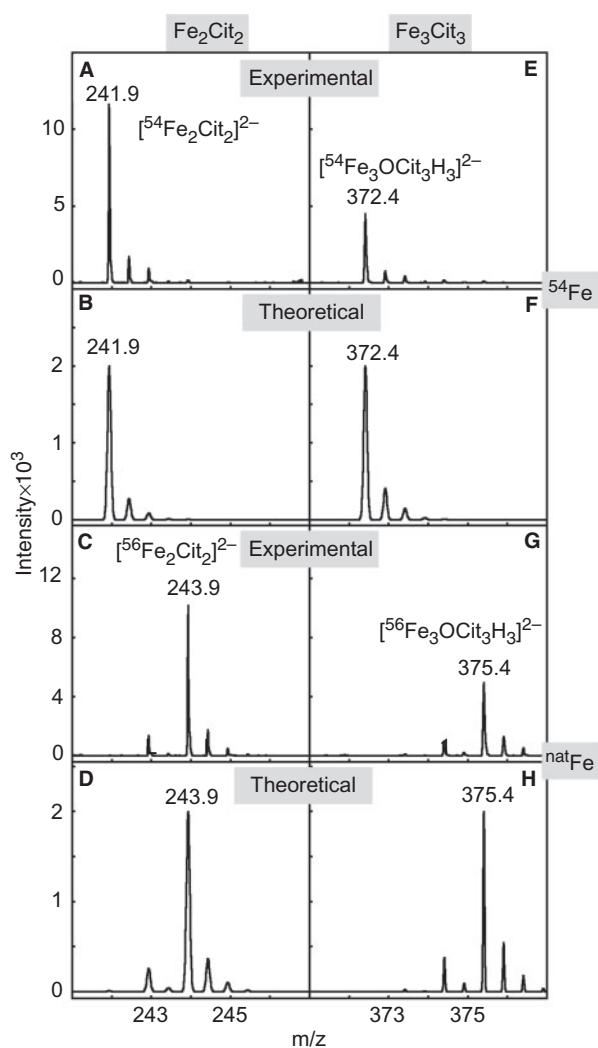 Fe₂Cit₂ Fe₃Cit₃
A Experimental E
241.9
[⁵⁴Fe₂Cit₂]²⁻
[⁵⁴Fe₃OCit₃H₃]²⁻
372.4
10
5
0
⁵⁴Fe
B Theoretical F
241.9 372.4
2
1
0
Intensity×10³
C Experimental G
[⁵⁶Fe₂Cit₂]²⁻
243.9
[⁵⁶Fe₃OCit₃H₃]²⁻
375.4
12
8
4
0
ⁿᵃᵗFe
D Theoretical H
243.9 375.4
2
1
0
243 245 373 375
m/z